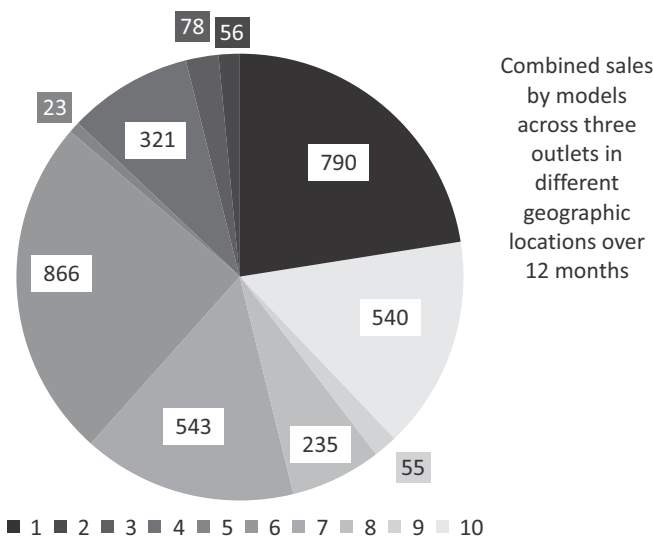 78 56
23
321
790
866
540
543
235
55
Combined sales
by models
across three
outlets in
different
geographic
locations over
12 months
1 2 3 4 5 6 7 8 9 10